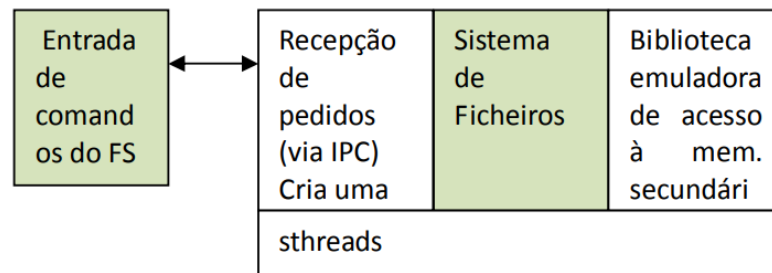 Entrada
de
comand
os do FS
Recepção
de
pedidos
(via IPC)
Cria uma
Sistema
de
Ficheiros
Biblioteca
emuladora
de acesso
à mem.
secundári
sthreads